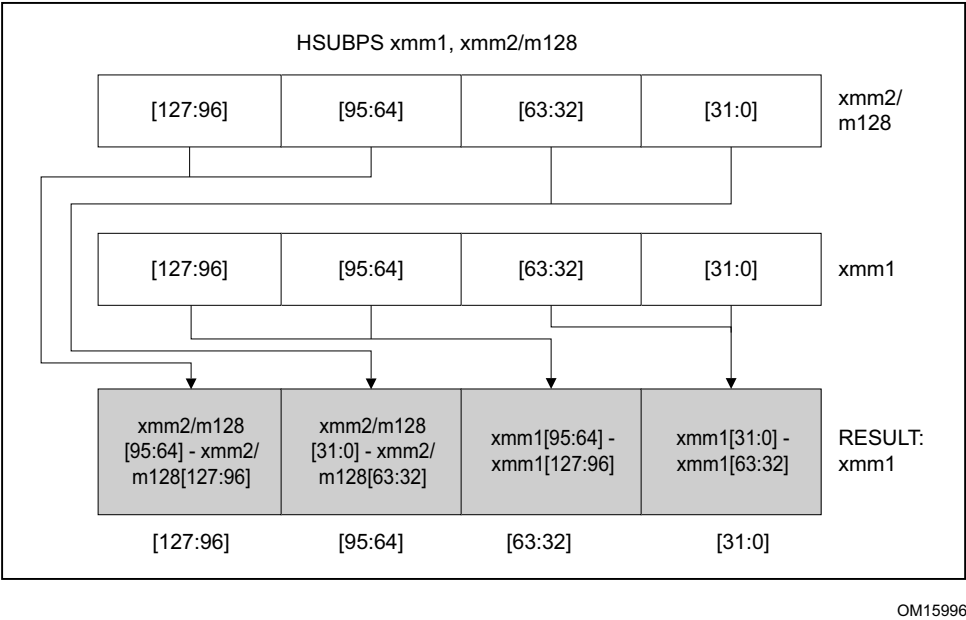 HSUBPS xmm1, xmm2/m128
[127:96] [95:64] [63:32] [31:0] xmm2/
m128
[127:96] [95:64] [63:32] [31:0] xmm1
xmm2/m128
[95:64] - xmm2/
m128[127:96]
xmm2/m128
[31:0] - xmm2/
m128[63:32]
xmm1[95:64] -
xmm1[127:96]
xmm1[31:0] -
xmm1[63:32]
RESULT:
xmm1
[127:96] [95:64] [63:32] [31:0]
OM15996